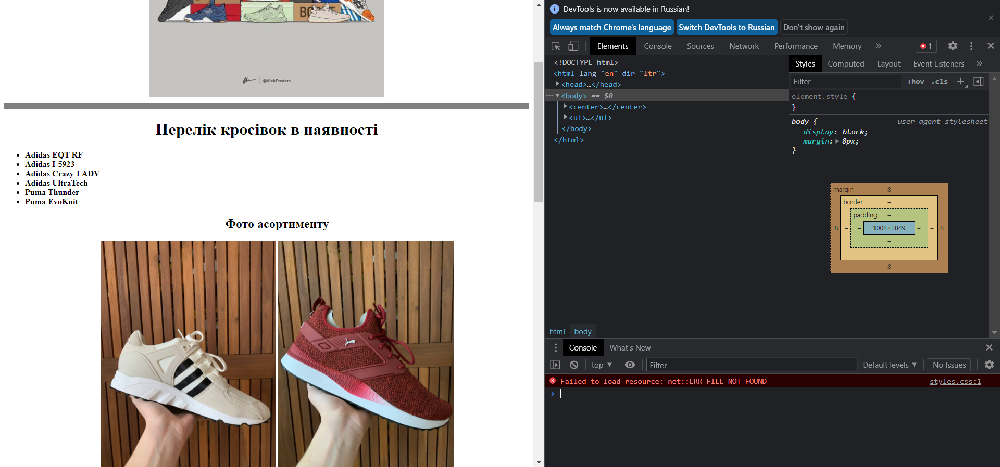 BOOST
@KickPosters
Перелік кросівок в наявності
Adidas EQT RF
Adidas I-5923
Adidas Crazy 1 ADV
Adidas UltraTech
Puma Thunder
Puma EvoKnit
Фото асортименту
DevTools is now available in Russian!
Always match Chrome's language
Switch DevTools to Russian
Don't show again
Elements Console Sources Network Performance Memory » 1
<!DOCTYPE html>
<html lang="en" dir="ltr">
<head>…</head>
<body> == $0
<center>…</center>
<ul>…</ul>
</body>
</html>
html body
Styles Computed Layout Event Listeners »
Filter :hov .cls +
element.style {
}
body { user agent stylesheet
display: block;
margin: 8px;
}
margin 8
border –
padding –
8 – – 1008×2849 – – 8
–
–
8
Console What's New
top ▼ Filter Default levels ▼ No Issues
Failed to load resource: net::ERR_FILE_NOT_FOUND styles.css:1